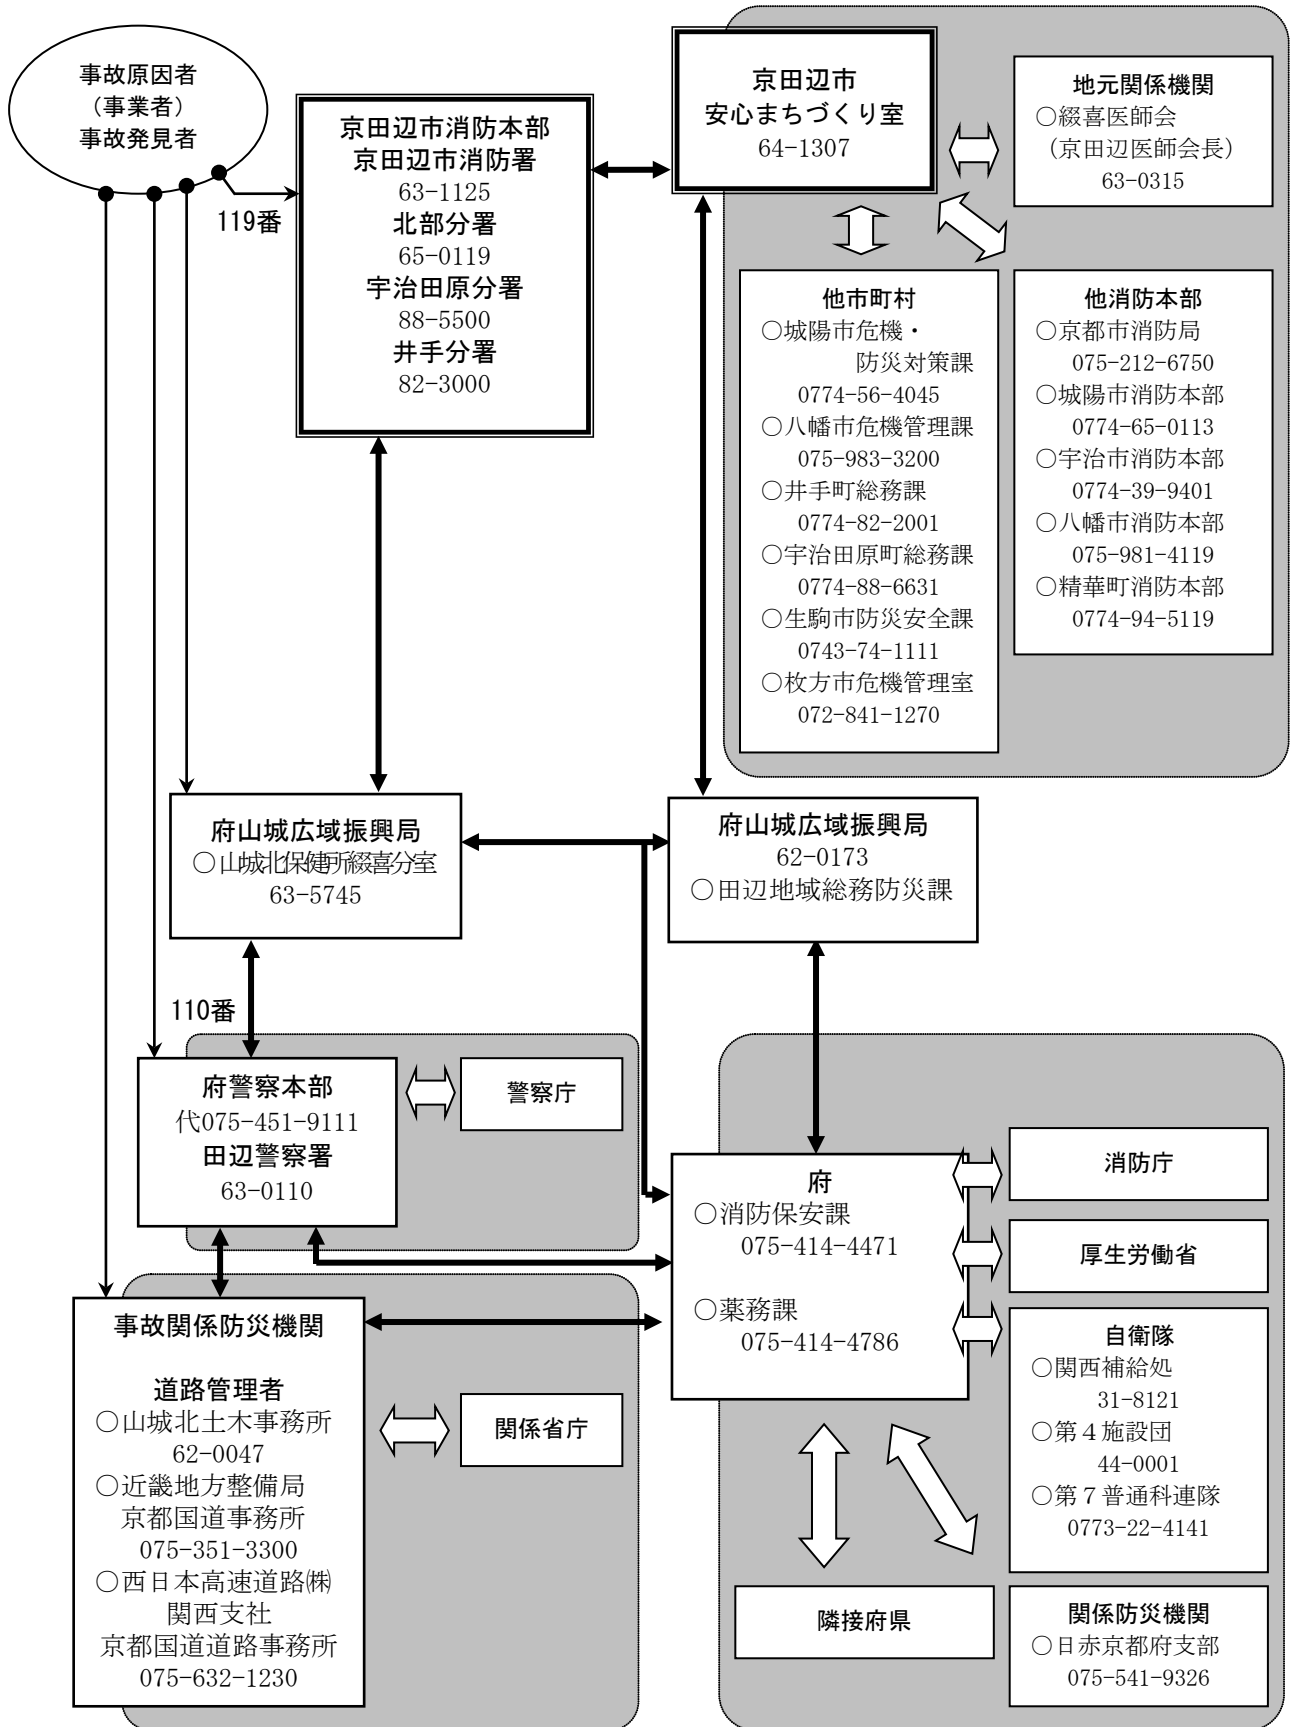 事故原因者
（事業者）
事故発見者
119番
京田辺市消防本部
京田辺市消防署
63-1125
北部分署
65-0119
宇治田原分署
88-5500
井手分署
82-3000
京田辺市
安心まちづくり室
64-1307
地元関係機関
○綴喜医師会
（京田辺医師会長）
63-0315
他市町村
○城陽市危機・
防災対策課
0774-56-4045
○八幡市危機管理課
075-983-3200
○井手町総務課
0774-82-2001
○宇治田原町総務課
0774-88-6631
○生駒市防災安全課
0743-74-1111
○枚方市危機管理室
072-841-1270
他消防本部
○京都市消防局
075-212-6750
○城陽市消防本部
0774-65-0113
○宇治市消防本部
0774-39-9401
○八幡市消防本部
075-981-4119
○精華町消防本部
0774-94-5119
府山城広域振興局
○山城北保健所綴喜分室
63-5745
府山城広域振興局
62-0173
○田辺地域総務防災課
110番
府警察本部
代075-451-9111
田辺警察署
63-0110
警察庁
府
○消防保安課
075-414-4471
○薬務課
075-414-4786
消防庁
厚生労働省
自衛隊
○関西補給処
31-8121
○第４施設団
44-0001
○第７普通科連隊
0773-22-4141
事故関係防災機関
道路管理者
○山城北土木事務所
62-0047
○近畿地方整備局
京都国道事務所
075-351-3300
○西日本高速道路㈱
関西支社
京都国道道路事務所
075-632-1230
関係省庁
隣接府県
関係防災機関
○日赤京都府支部
075-541-9326